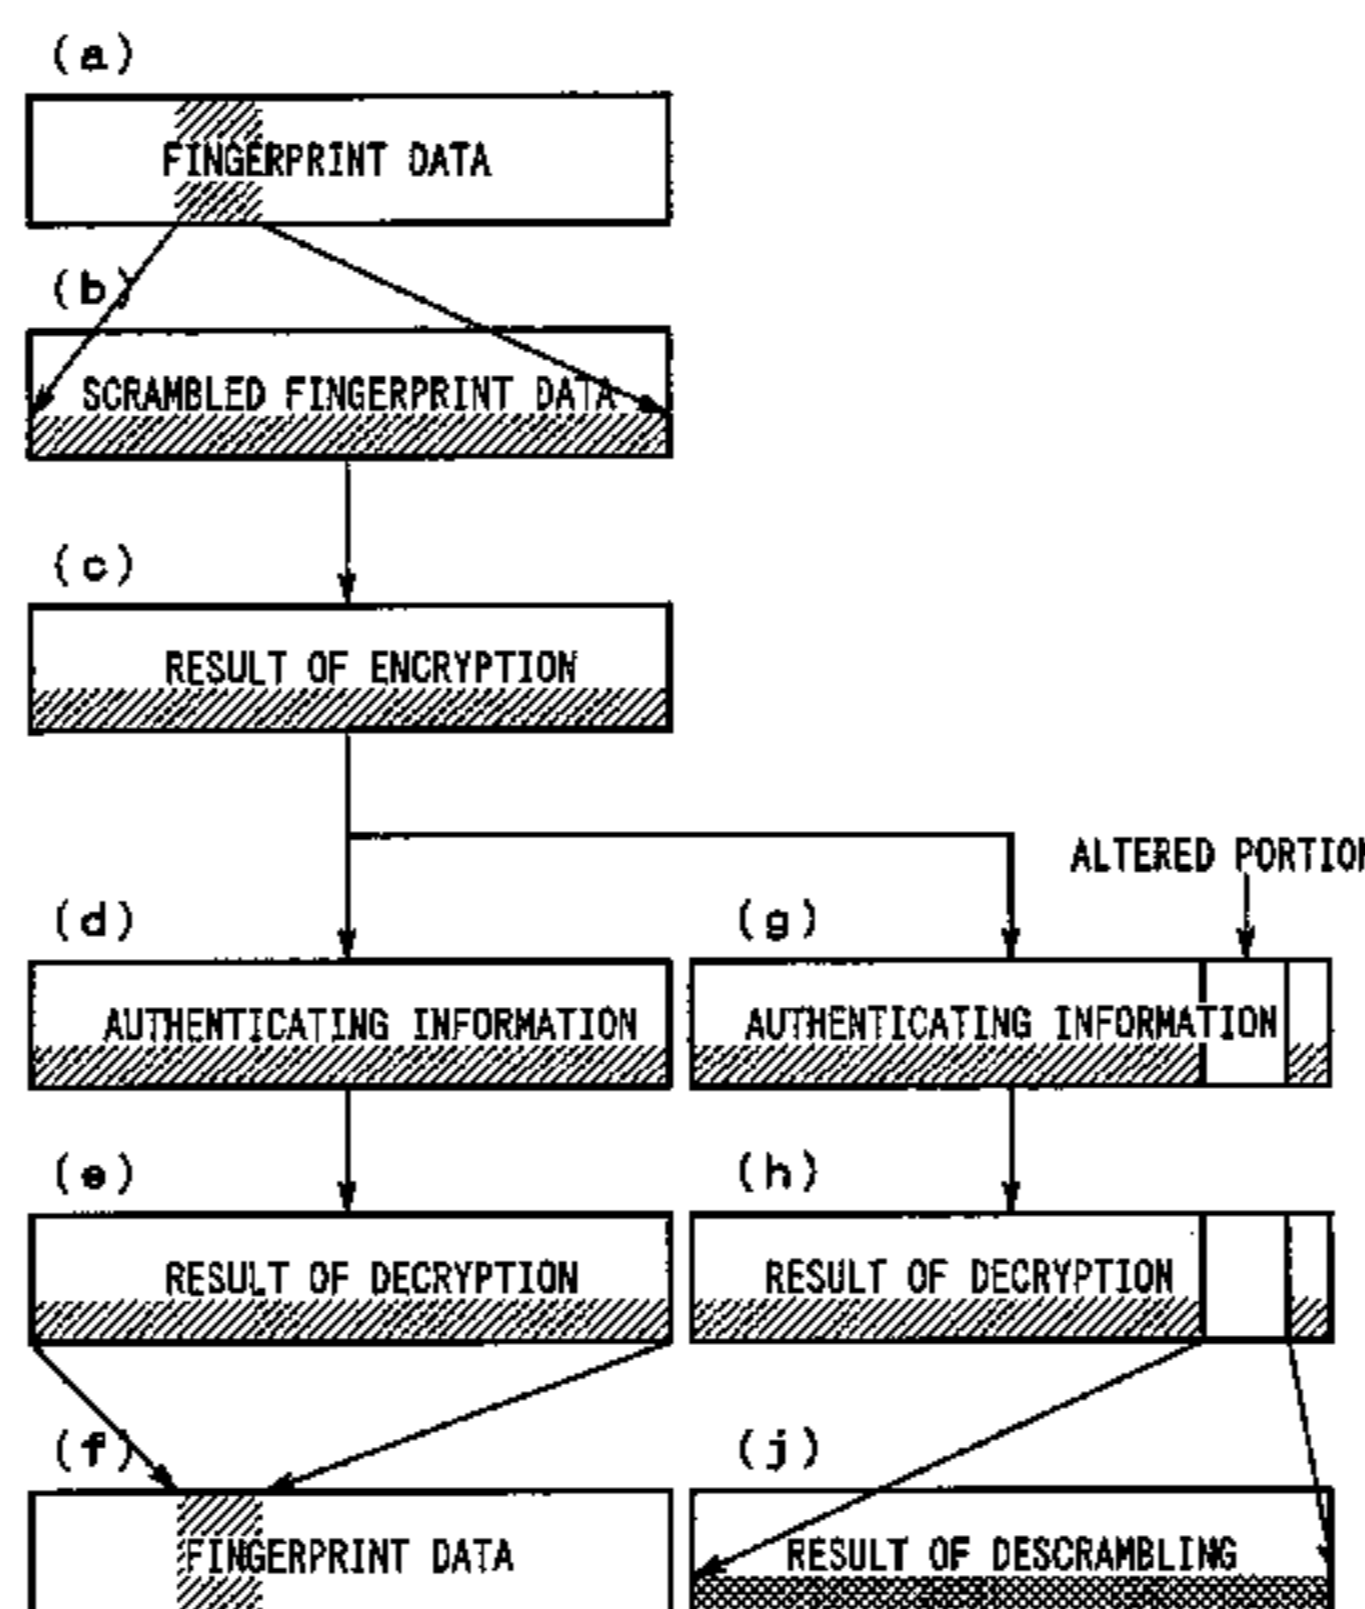 (a)
FINGERPRINT DATA
(b)
SCRAMBLED FINGERPRINT DATA
(c)
RESULT OF ENCRYPTION
ALTERED PORTION
(d)
(g)
AUTHENTICATING INFORMATION
AUTHENTICATING INFORMATION
(e)
(h)
RESULT OF DECRYPTION
RESULT OF DECRYPTION
(f)
(j)
FINGERPRINT DATA
RESULT OF DESCRAMBLING